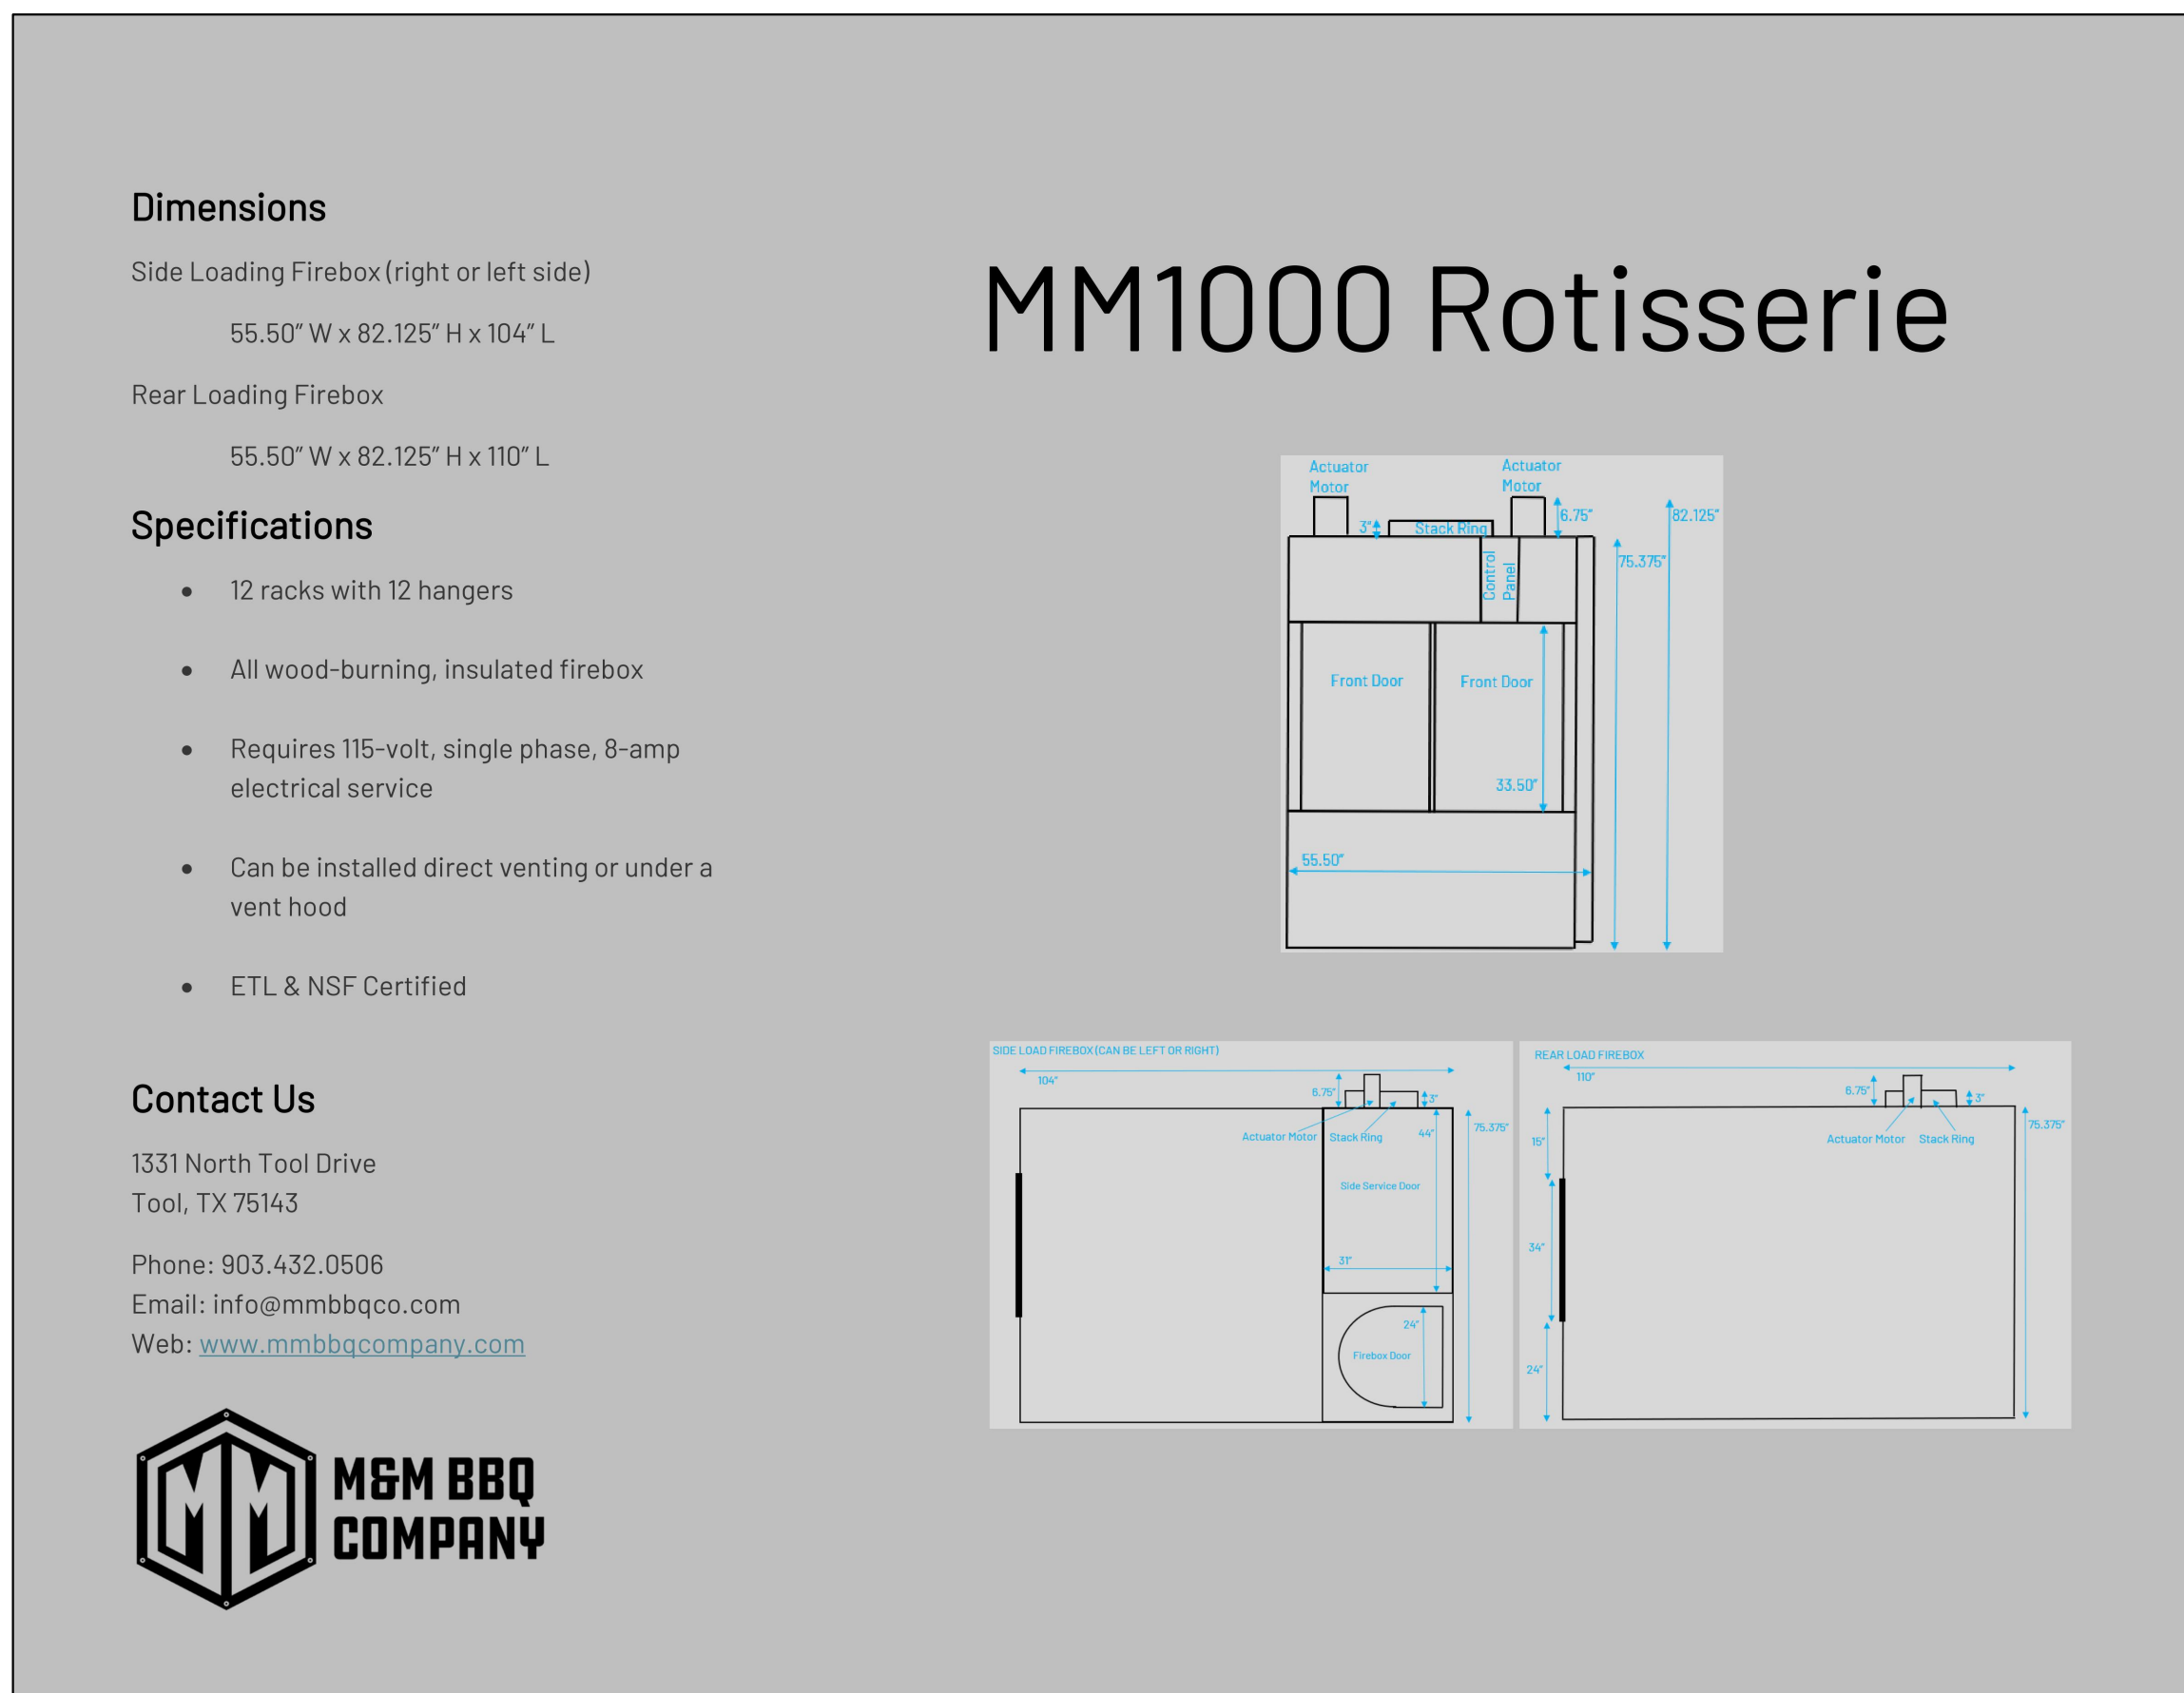 Dimensions
Side Loading Firebox (right or left side)
55.50" W x 82.125" H x 104" L
Rear Loading Firebox
55.50" W x 82.125" H x 110" L
Specifications
• 12 racks with 12 hangers
• All wood-burning, insulated firebox
• Requires 115-volt, single phase, 8-amp
electrical service
• Can be installed direct venting or under a
vent hood
• ETL & NSF Certified
Contact Us
1331 North Tool Drive
Tool, TX 75143
Phone: 903.432.0506
Email: info@mmbbqco.com
Web: www.mmbbqcompany.com
M&M BBQ
COMPANY
MM1000 Rotisserie
Actuator
Motor
Actuator
Motor
3"
Stack Ring
6.75"
82.125"
75.375"
Control
Panel
Front Door
Front Door
33.50"
55.50"
SIDE LOAD FIREBOX (CAN BE LEFT OR RIGHT)
104"
6.75"
3"
Actuator Motor
Stack Ring
44"
75.375"
Side Service Door
31"
24"
Firebox Door
REAR LOAD FIREBOX
110"
6.75"
3"
15"
Actuator Motor
Stack Ring
75.375"
34"
24"